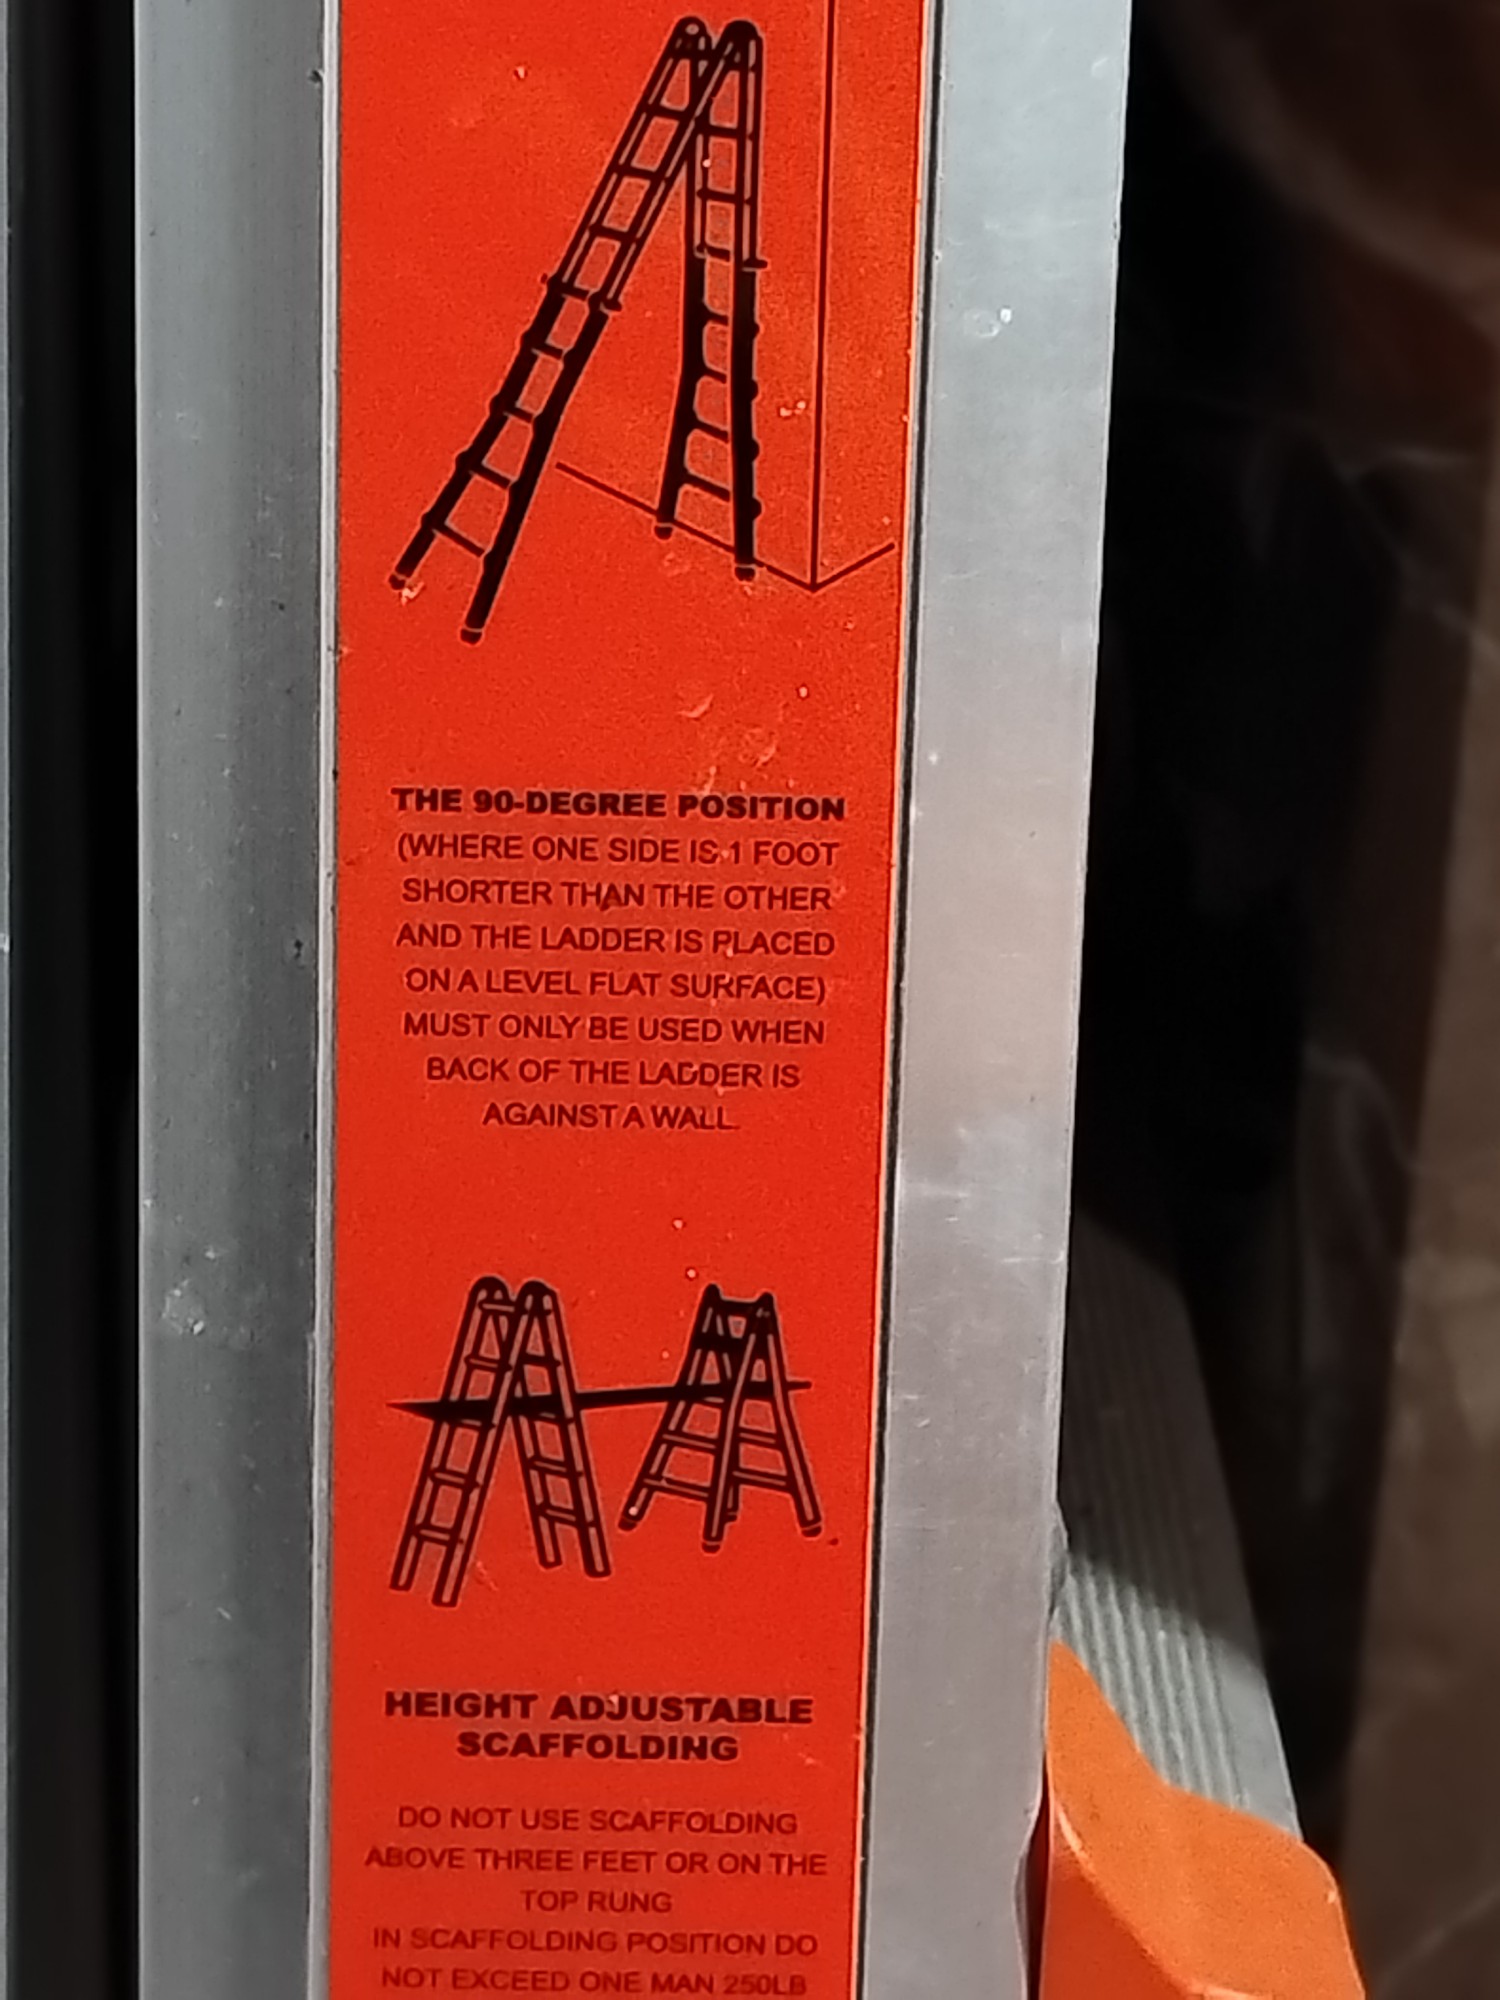 THE 90-DEGREE POSITION
(WHERE ONE SIDE IS 1 FOOT
SHORTER THAN THE OTHER
AND THE LADDER IS PLACED
ON A LEVEL FLAT SURFACE)
MUST ONLY BE USED WHEN
BACK OF THE LADDER IS
AGAINST A WALL.
HEIGHT ADJUSTABLE
SCAFFOLDING
DO NOT USE SCAFFOLDING
ABOVE THREE FEET OR ON THE
TOP RUNG
IN SCAFFOLDING POSITION DO
NOT EXCEED ONE MAN 250LB